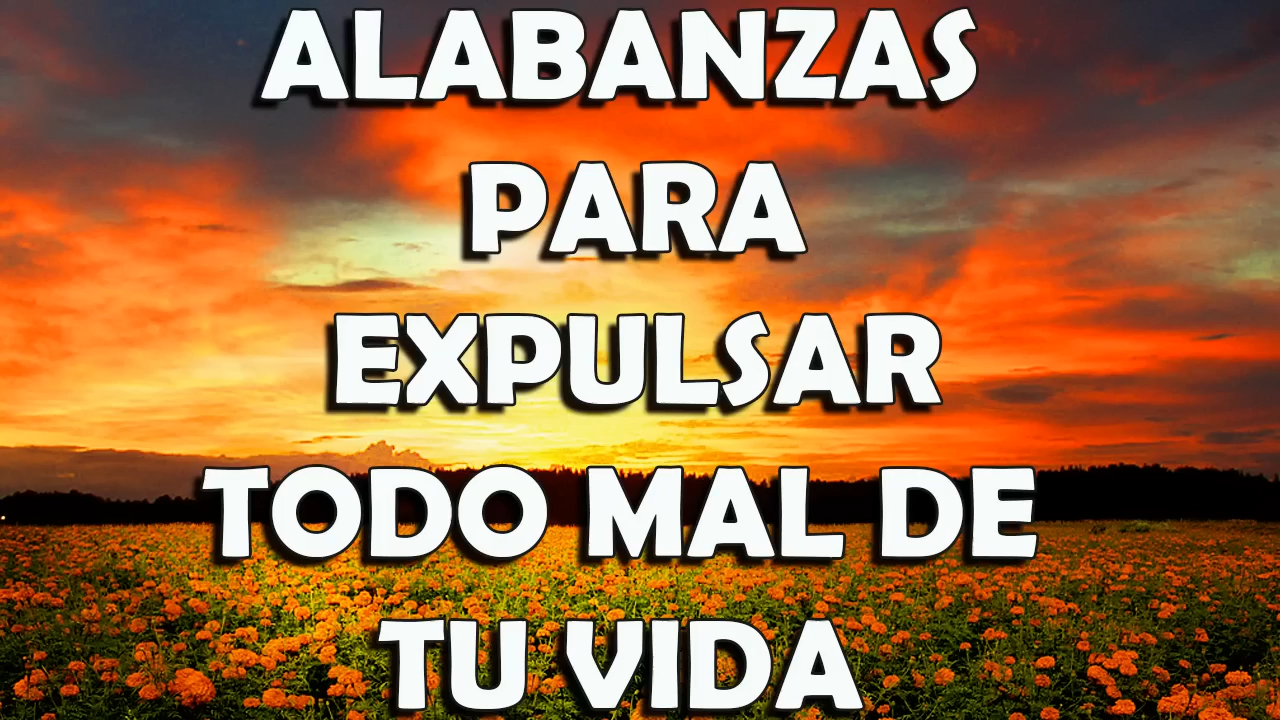 ALABANZAS
PARA
EXPULSAR
TODO MAL DE
TU VIDA